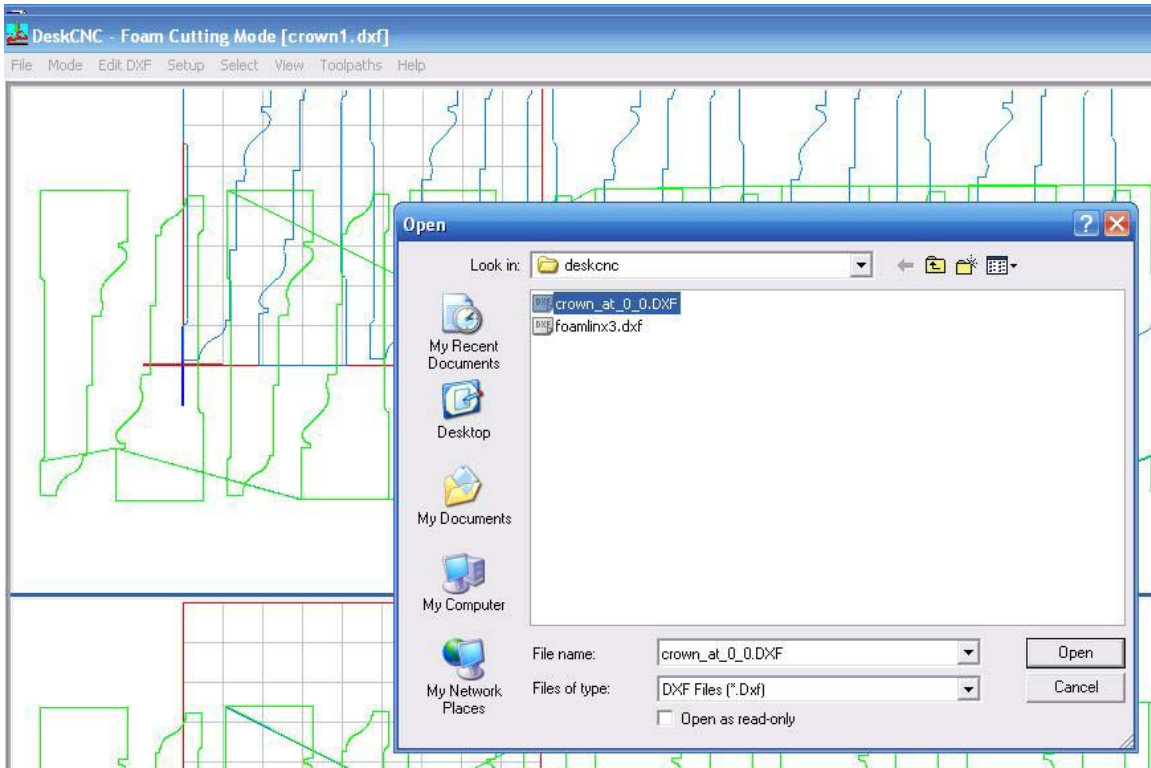 DeskCNC - Foam Cutting Mode [crown1.dxf]
File Mode Edit DXF Setup Select View Toolpaths Help
Open
Look in: deskcnc
crown_at_0_0.DXF
foamlinx3.dxf
My Recent
Documents
Desktop
My Documents
My Computer
My Network
Places
File name: crown_at_0_0.DXF Open
Files of type: DXF Files (*.Dxf) Cancel
Open as read-only